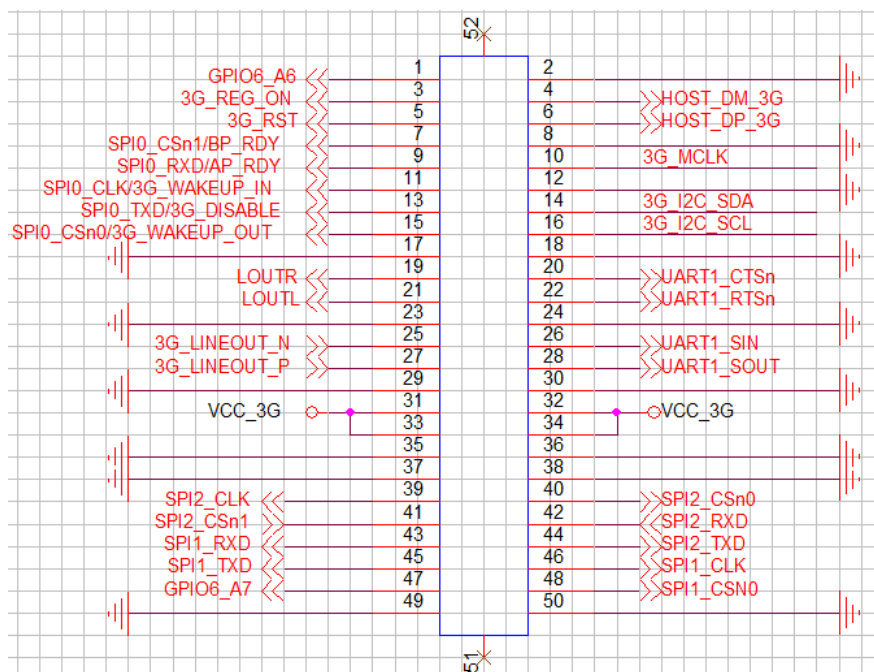 52
1 2
GPIO6_A6
3 4
3G_REG_ON HOST_DM_3G
5 6
3G_RST HOST_DP_3G
7 8
SPI0_CSn1/BP_RDY
9 10
SPI0_RXD/AP_RDY 3G_MCLK
11 12
SPI0_CLK/3G_WAKEUP_IN
13 14
SPI0_TXD/3G_DISABLE 3G_I2C_SDA
15 16
SPI0_CSn0/3G_WAKEUP_OUT 3G_I2C_SCL
17 18
19 20
LOUTR UART1_CTSn
21 22
LOUTL UART1_RTSn
23 24
25 26
3G_LINEOUT_N UART1_SIN
27 28
3G_LINEOUT_P UART1_SOUT
29 30
31 32
VCC_3G VCC_3G
33 34
35 36
37 38
39 40
SPI2_CLK SPI2_CSn0
41 42
SPI2_CSn1 SPI2_RXD
43 44
SPI1_RXD SPI2_TXD
45 46
SPI1_TXD SPI1_CLK
47 48
GPIO6_A7 SPI1_CSN0
49 50
51